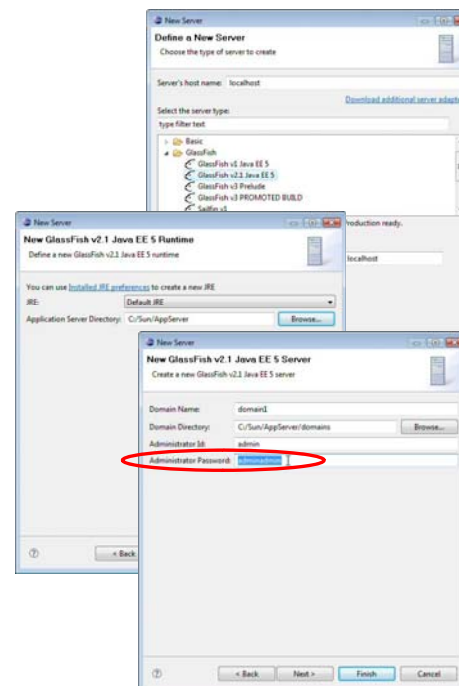 New Server
Define a New Server
Choose the type of server to create
Server's host name: localhost
Download additional server adapte
Select the server type:
type filter text
Basic
GlassFish
GlassFish v1 Java EE 5
GlassFish v2.1 Java EE 5
GlassFish v3 Prelude
GlassFish v3 PROMOTED BUILD
Sailfin v1
roduction ready.
localhost
New Server
New GlassFish v2.1 Java EE 5 Runtime
Define a new GlassFish v2.1 Java EE 5 runtime
You can use Installed JRE preferences to create a new JRE
JRE: Default JRE
Application Server Directory: C:/Sun/AppServer Browse...
< Back
New Server
New GlassFish v2.1 Java EE 5 Server
Create a new GlassFish v2.1 Java EE 5 server
Domain Name: domain1
Domain Directory: C:/Sun/AppServer/domains Browse...
Administrator Id: admin
Administrator Password: adminadmin
< Back Next > Finish Cancel